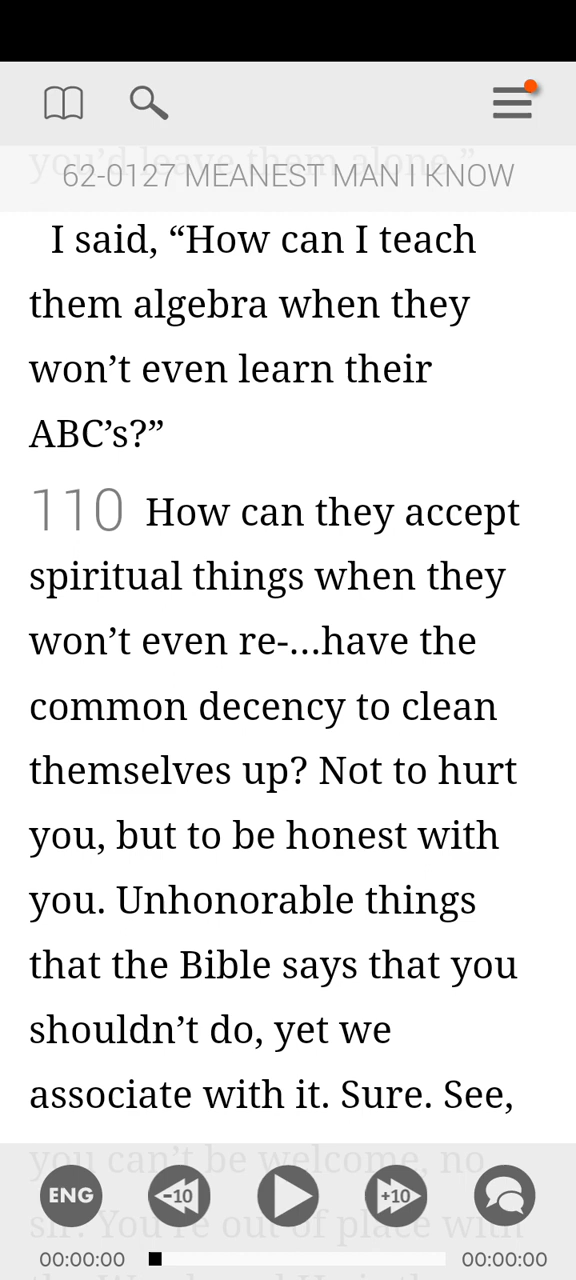 you'd leave them alone.”
62-0127 MEANEST MAN I KNOW
I said, “How can I teach
them algebra when they
won’t even learn their
ABC’s?”
110 How can they accept
spiritual things when they
won’t even re-...have the
common decency to clean
themselves up? Not to hurt
you, but to be honest with
you. Unhonorable things
that the Bible says that you
shouldn’t do, yet we
associate with it. Sure. See,
you can’t be welcome, no
ENG -10 +10
sir. You’re out of place with
00:00:00 00:00:00